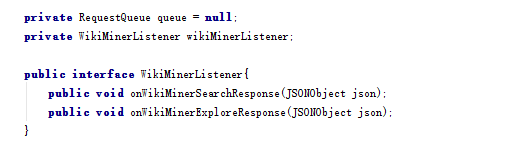 private RequestQueue queue = null;
private WikiMinerListener wikiMinerListener;
public interface WikiMinerListener{
public void onWikiMinerSearchResponse(JSONObject json);
public void onWikiMinerExploreResponse(JSONObject json);
}